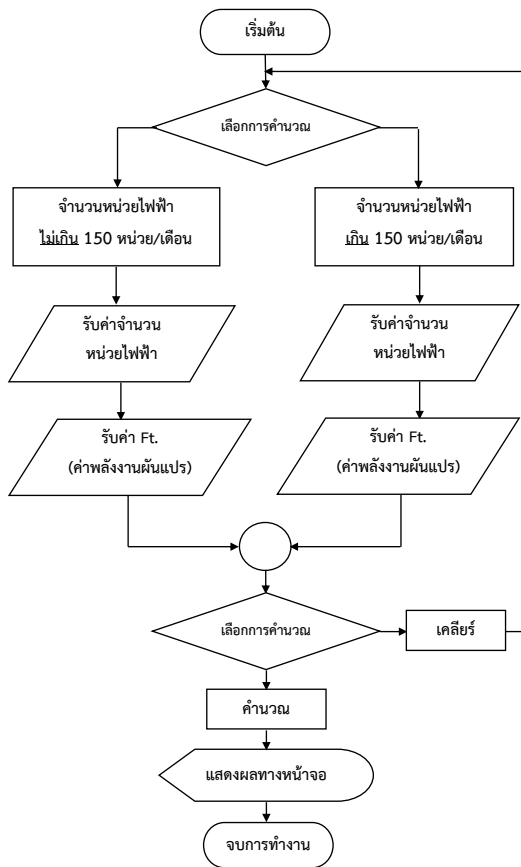 เริ่มต้น
เลือกการคำนวณ
จำนวนหน่วยไฟฟ้า
ไม่เกิน 150 หน่วย/เดือน
จำนวนหน่วยไฟฟ้า
เกิน 150 หน่วย/เดือน
รับค่าจำนวน
หน่วยไฟฟ้า
รับค่าจำนวน
หน่วยไฟฟ้า
รับค่า Ft.
(ค่าพลังงานผันแปร)
รับค่า Ft.
(ค่าพลังงานผันแปร)
เลือกการคำนวณ
เคลียร์
คำนวณ
แสดงผลทางหน้าจอ
จบการทำงาน